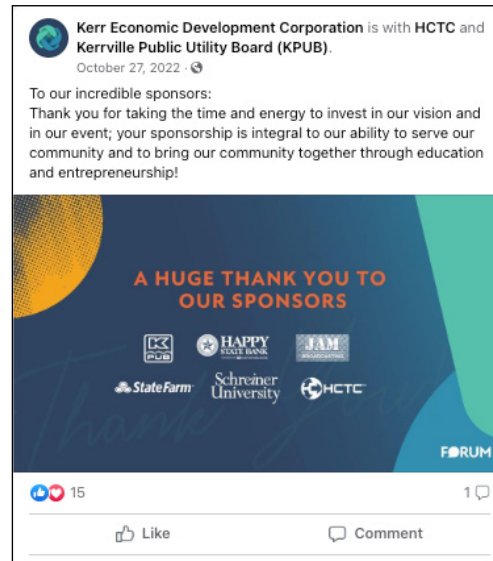 Kerr Economic Development Corporation is with HCTC and
Kerrville Public Utility Board (KPUB).
October 27, 2022 ·
To our incredible sponsors:
Thank you for taking the time and energy to invest in our vision and
in our event; your sponsorship is integral to our ability to serve our
community and to bring our community together through education
and entrepreneurship!
A HUGE THANK YOU TO
OUR SPONSORS
K
PUB
HAPPY
STATE BANK
JAM
BROADCASTING
StateFarm
Schreiner
University
HCTC
Thank You
FORUM
15
1
Like
Comment